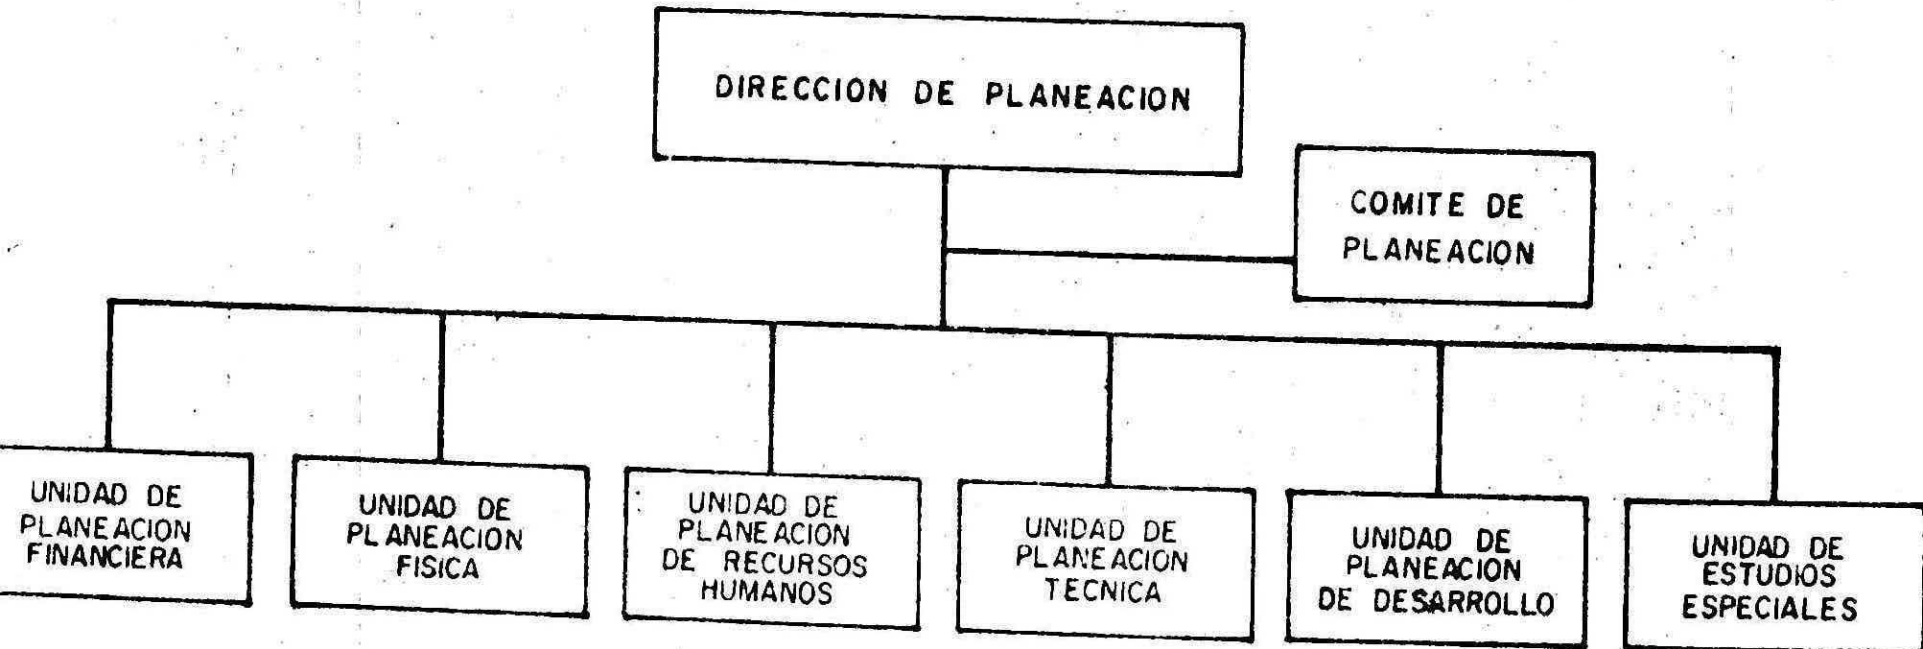 DIRECCION DE PLANEACION
COMITE DE
PLANEACION
UNIDAD DE
PLANEACION
FINANCIERA
UNIDAD DE
PLANEACION
FISICA
UNIDAD DE
PLANEACION
DE RECURSOS
HUMANOS
UNIDAD DE
PLANEACION
TECNICA
UNIDAD DE
PLANEACION
DE DESARROLLO
UNIDAD DE
ESTUDIOS
ESPECIALES